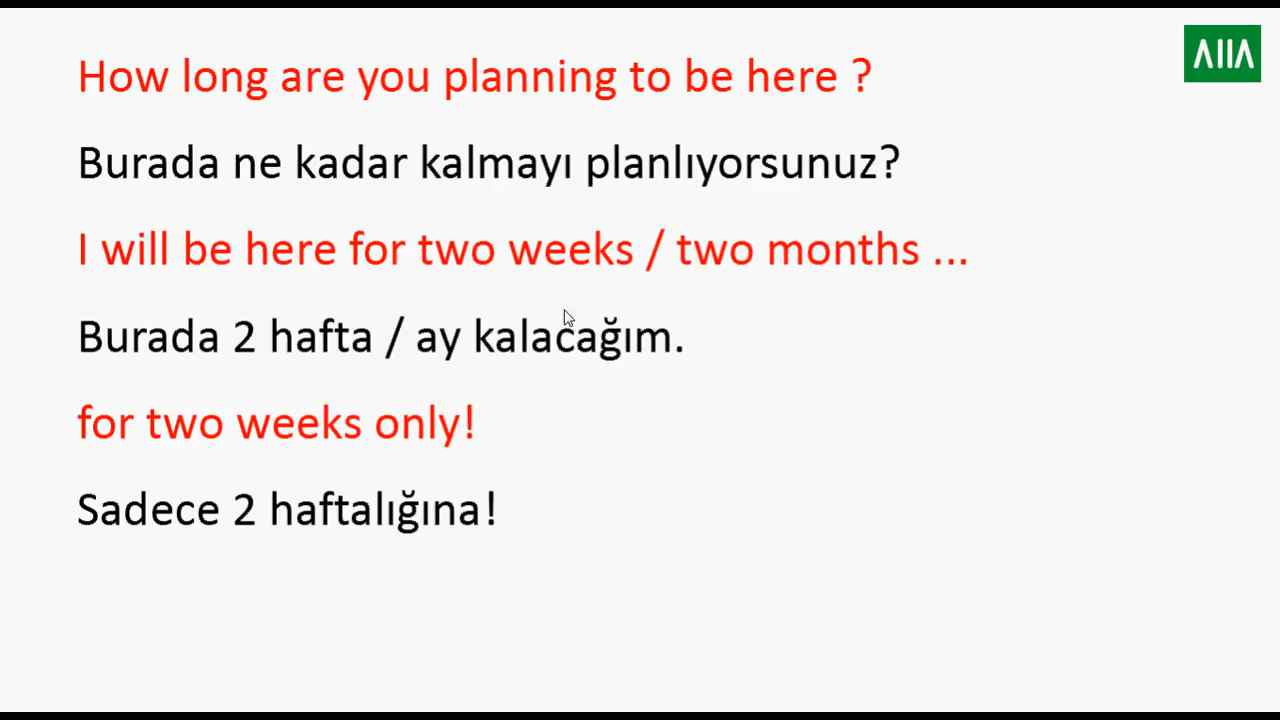 How long are you planning to be here ?
Burada ne kadar kalmayı planlıyorsunuz?
I will be here for two weeks / two months ...
Burada 2 hafta / ay kalacağım.
for two weeks only!
Sadece 2 haftalığına!